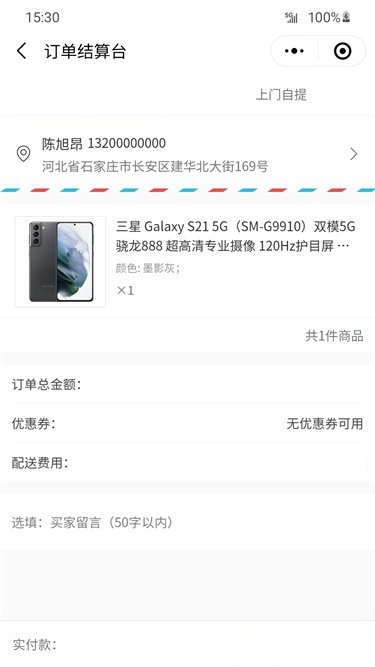 15:30
5G
100%
订单结算台
上门自提
陈旭昂 13200000000
河北省石家庄市长安区建华北大街169号
三星 Galaxy S21 5G（SM-G9910）双模5G
骁龙888 超高清专业摄像 120Hz护目屏 …
颜色: 墨影灰;
×1
共1件商品
订单总金额：
优惠券：
无优惠券可用
配送费用：
选填：买家留言（50字以内）
实付款：